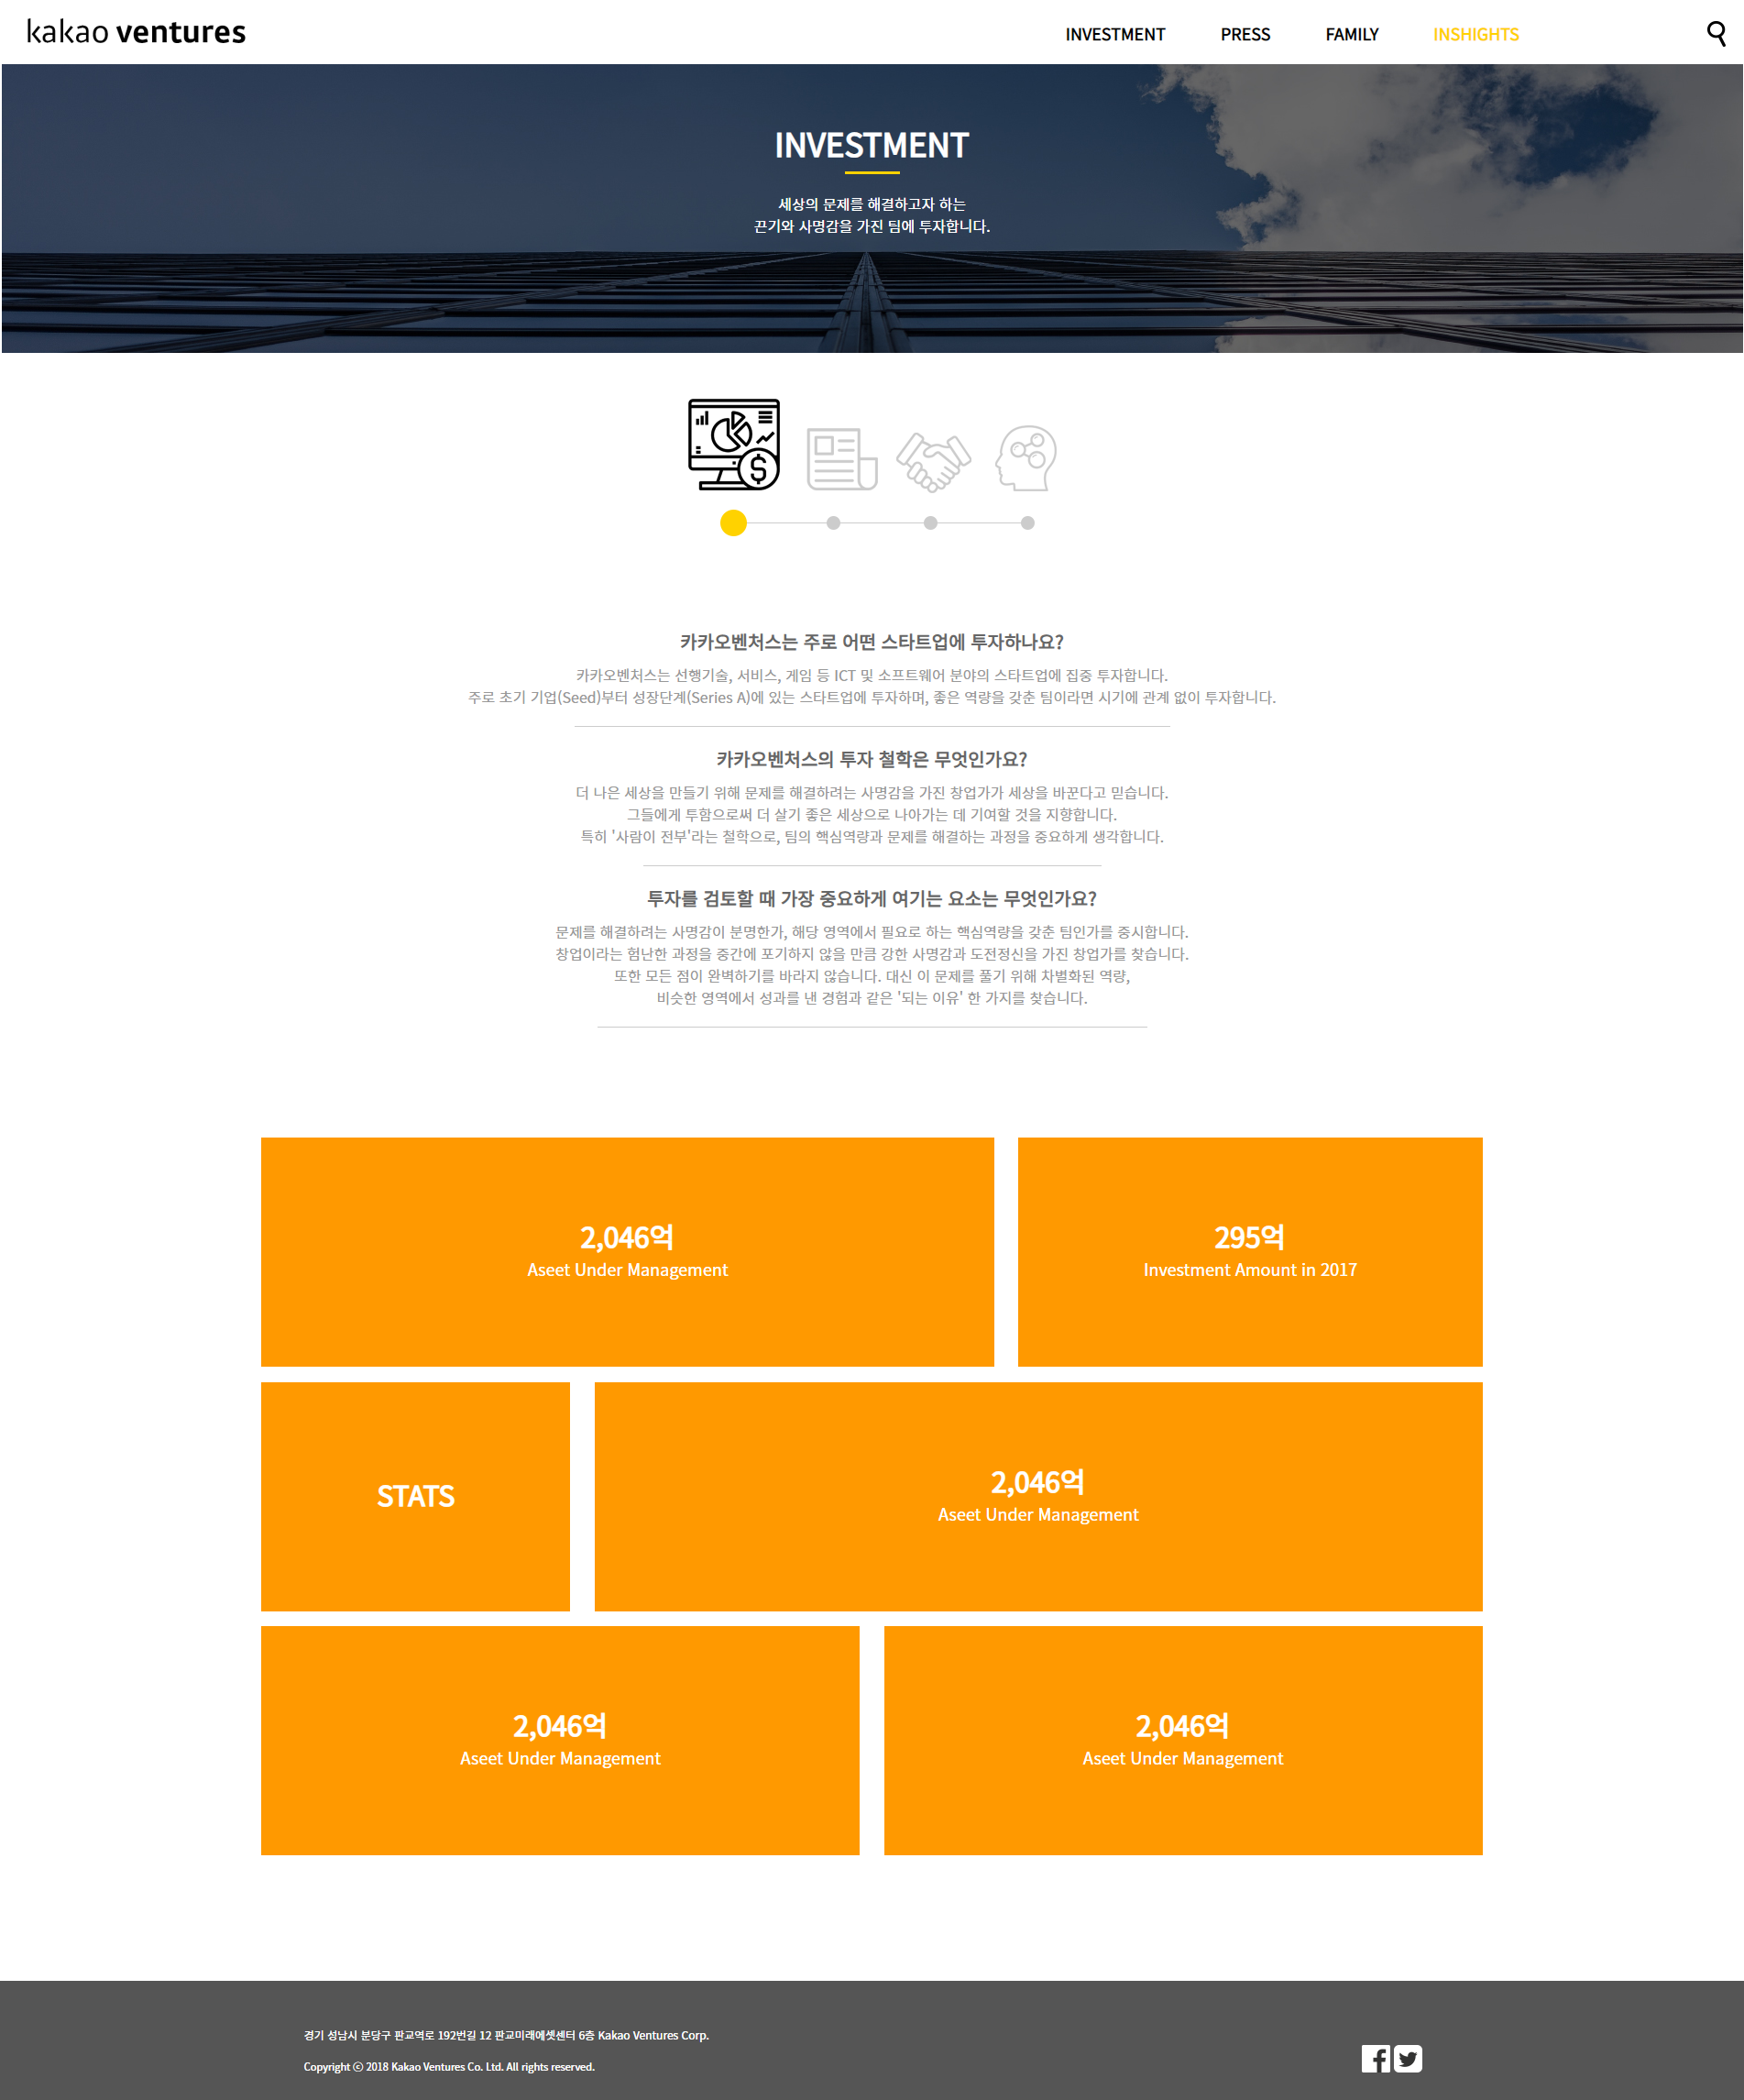 kakao ventures
INVESTMENT
PRESS
FAMILY
INSHIGHTS
INVESTMENT
세상의 문제를 해결하고자 하는
끈기와 사명감을 가진 팀에 투자합니다.
카카오벤처스는 주로 어떤 스타트업에 투자하나요?
카카오벤처스는 선행기술, 서비스, 게임 등 ICT 및 소프트웨어 분야의 스타트업에 집중 투자합니다.
주로 초기 기업(Seed)부터 성장단계(Series A)에 있는 스타트업에 투자하며, 좋은 역량을 갖춘 팀이라면 시기에 관계 없이 투자합니다.
카카오벤처스의 투자 철학은 무엇인가요?
더 나은 세상을 만들기 위해 문제를 해결하려는 사명감을 가진 창업가가 세상을 바꾼다고 믿습니다.
그들에게 투함으로써 더 살기 좋은 세상으로 나아가는 데 기여할 것을 지향합니다.
특히 '사람이 전부'라는 철학으로, 팀의 핵심역량과 문제를 해결하는 과정을 중요하게 생각합니다.
투자를 검토할 때 가장 중요하게 여기는 요소는 무엇인가요?
문제를 해결하려는 사명감이 분명한가, 해당 영역에서 필요로 하는 핵심역량을 갖춘 팀인가를 중시합니다.
창업이라는 험난한 과정을 중간에 포기하지 않을 만큼 강한 사명감과 도전정신을 가진 창업가를 찾습니다.
또한 모든 점이 완벽하기를 바라지 않습니다. 대신 이 문제를 풀기 위해 차별화된 역량,
비슷한 영역에서 성과를 낸 경험과 같은 '되는 이유' 한 가지를 찾습니다.
2,046억
Aseet Under Management
295억
Investment Amount in 2017
STATS
2,046억
Aseet Under Management
2,046억
Aseet Under Management
2,046억
Aseet Under Management
경기 성남시 분당구 판교역로 192번길 12 판교미래에셋센터 6층 Kakao Ventures Corp.
Copyright ⓒ 2018 Kakao Ventures Co. Ltd. All rights reserved.